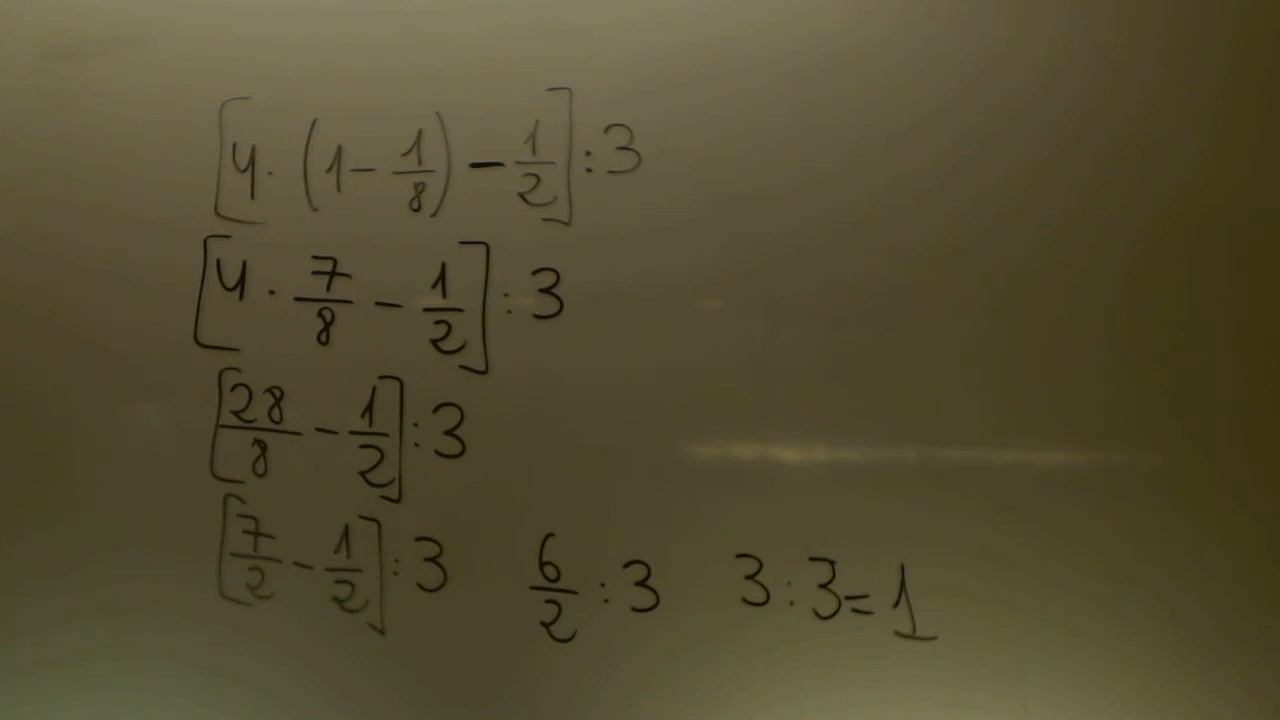 [4 · (1 - 1/8) - 1/2] : 3
[4 · 7/8 - 1/2] : 3
[28/8 - 1/2] : 3
[7/2 - 1/2] : 3 6/2 : 3 3 : 3 = 1